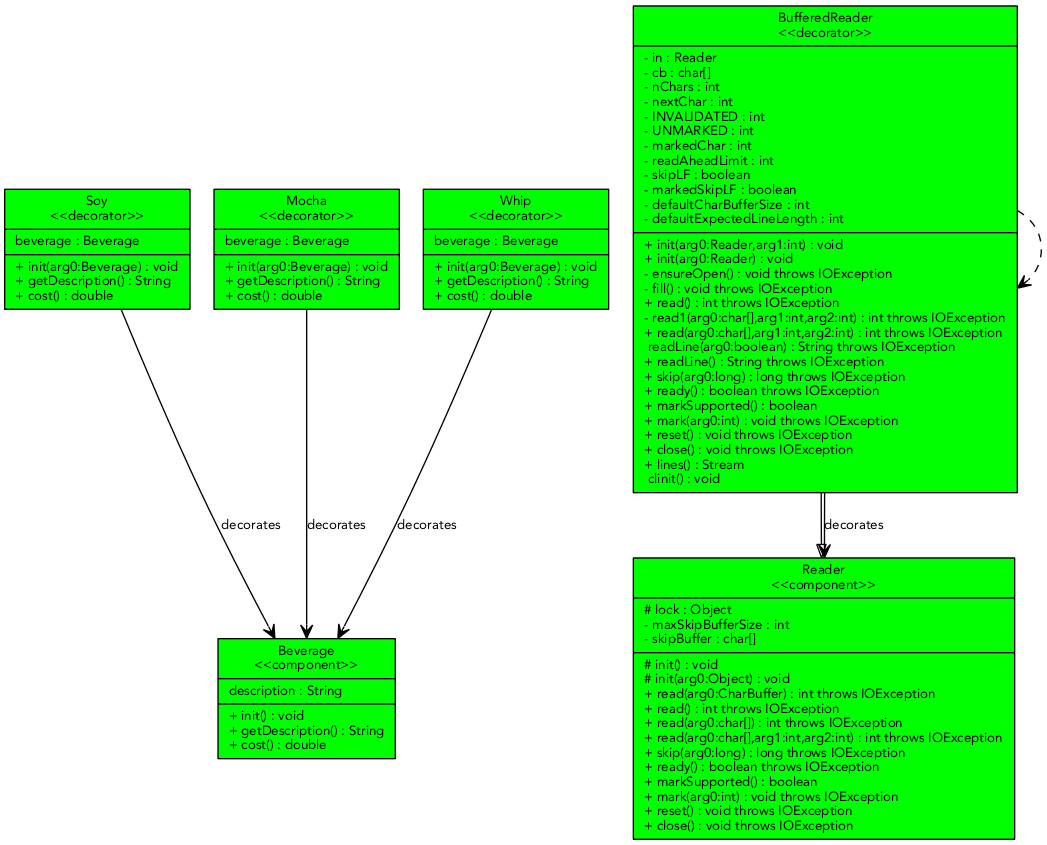 Soy
<<decorator>>
beverage : Beverage
+ init(arg0:Beverage) : void
+ getDescription() : String
+ cost() : double
Mocha
<<decorator>>
beverage : Beverage
+ init(arg0:Beverage) : void
+ getDescription() : String
+ cost() : double
Whip
<<decorator>>
beverage : Beverage
+ init(arg0:Beverage) : void
+ getDescription() : String
+ cost() : double
decorates
decorates
decorates
Beverage
<<component>>
description : String
+ init() : void
+ getDescription() : String
+ cost() : double
BufferedReader
<<decorator>>
- in : Reader
- cb : char[]
- nChars : int
- nextChar : int
- INVALIDATED : int
- UNMARKED : int
- markedChar : int
- readAheadLimit : int
- skipLF : boolean
- markedSkipLF : boolean
- defaultCharBufferSize : int
- defaultExpectedLineLength : int
+ init(arg0:Reader,arg1:int) : void
+ init(arg0:Reader) : void
- ensureOpen() : void throws IOException
- fill() : void throws IOException
+ read() : int throws IOException
- read1(arg0:char[],arg1:int,arg2:int) : int throws IOException
+ read(arg0:char[],arg1:int,arg2:int) : int throws IOException
readLine(arg0:boolean) : String throws IOException
+ readLine() : String throws IOException
+ skip(arg0:long) : long throws IOException
+ ready() : boolean throws IOException
+ markSupported() : boolean
+ mark(arg0:int) : void throws IOException
+ reset() : void throws IOException
+ close() : void throws IOException
+ lines() : Stream
clinit() : void
decorates
Reader
<<component>>
# lock : Object
- maxSkipBufferSize : int
- skipBuffer : char[]
# init() : void
# init(arg0:Object) : void
+ read(arg0:CharBuffer) : int throws IOException
+ read() : int throws IOException
+ read(arg0:char[]) : int throws IOException
+ read(arg0:char[],arg1:int,arg2:int) : int throws IOException
+ skip(arg0:long) : long throws IOException
+ ready() : boolean throws IOException
+ markSupported() : boolean
+ mark(arg0:int) : void throws IOException
+ reset() : void throws IOException
+ close() : void throws IOException